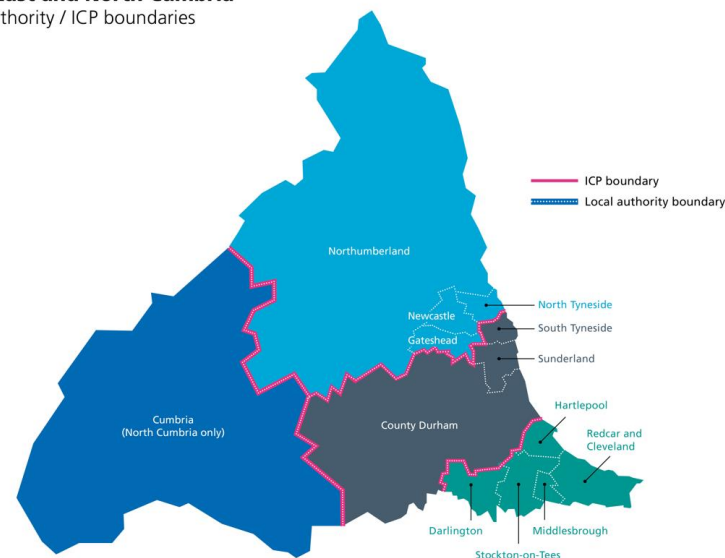 thority / ICP boundaries
ICP boundary
Local authority boundary
Northumberland
Newcastle
North Tyneside
South Tyneside
Gateshead
Sunderland
Hartlepool
Cumbria
(North Cumbria only)
County Durham
Redcar and
Cleveland
Darlington
Middlesbrough
Stockton-on-Tees